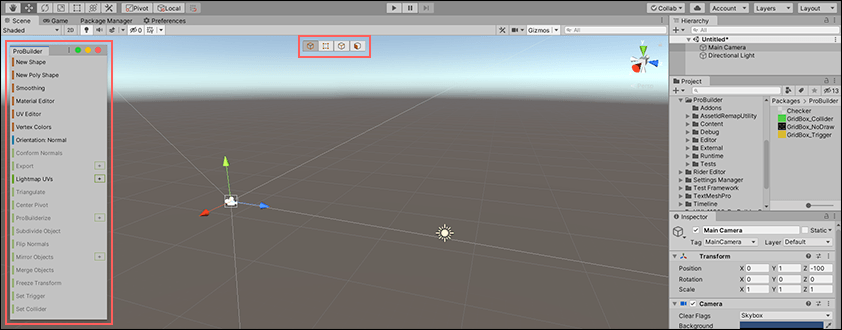 Pivot
Local
Collab
Account
Layers
Layout
Scene
Game
Package Manager
Preferences
Shaded
2D
0
Gizmos
All
ProBuilder
New Shape
New Poly Shape
Smoothing
Material Editor
UV Editor
Vertex Colors
Orientation: Normal
Conform Normals
Export
Lightmap UVs
Triangulate
Center Pivot
ProBuilderize
Subdivide Object
Flip Normals
Mirror Objects
Merge Objects
Freeze Transform
Set Trigger
Set Collider
Hierarchy
All
Untitled*
Main Camera
Directional Light
Project
13
ProBuilder
Addons
AssetIdRemapUtility
Content
Debug
Editor
External
Runtime
Tests
Rider Editor
Settings Manager
Test Framework
TextMeshPro
Timeline
Packages > ProBuilder
Checker
GridBox_Collider
GridBox_NoDraw
GridBox_Trigger
Inspector
Main Camera
Static
Tag MainCamera Layer Default
Transform
Position X 0 Y 1 Z -100
Rotation X 0 Y 0 Z 0
Scale X 1 Y 1 Z 1
Camera
Clear Flags Skybox
Background